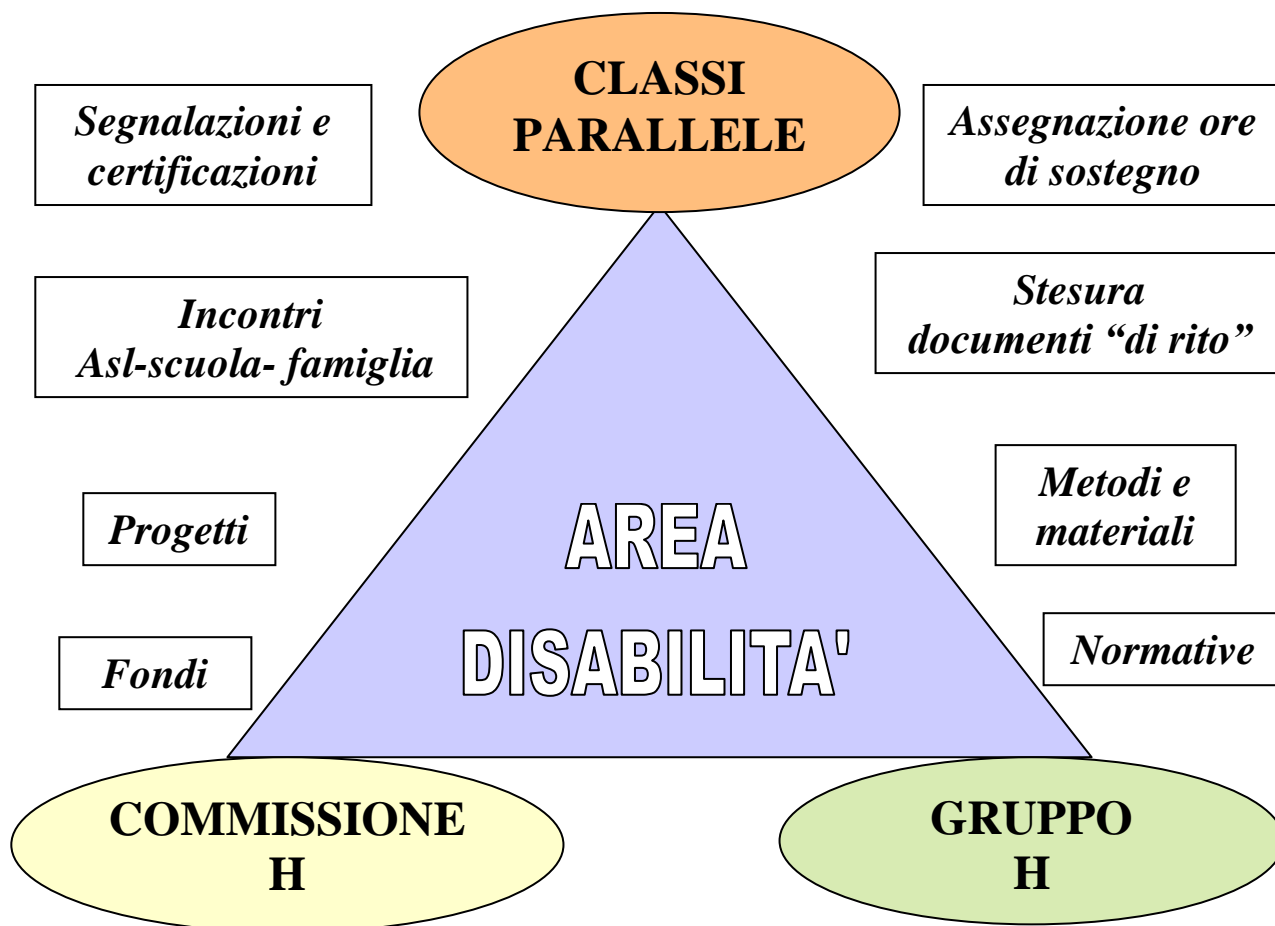 CLASSI
PARALLELE
Segnalazioni e
certificazioni
Assegnazione ore
di sostegno
Incontri
Asl-scuola- famiglia
Stesura
documenti “di rito”
Progetti
Metodi e
materiali
AREA
DISABILITA'
Fondi
Normative
COMMISSIONE
H
GRUPPO
H